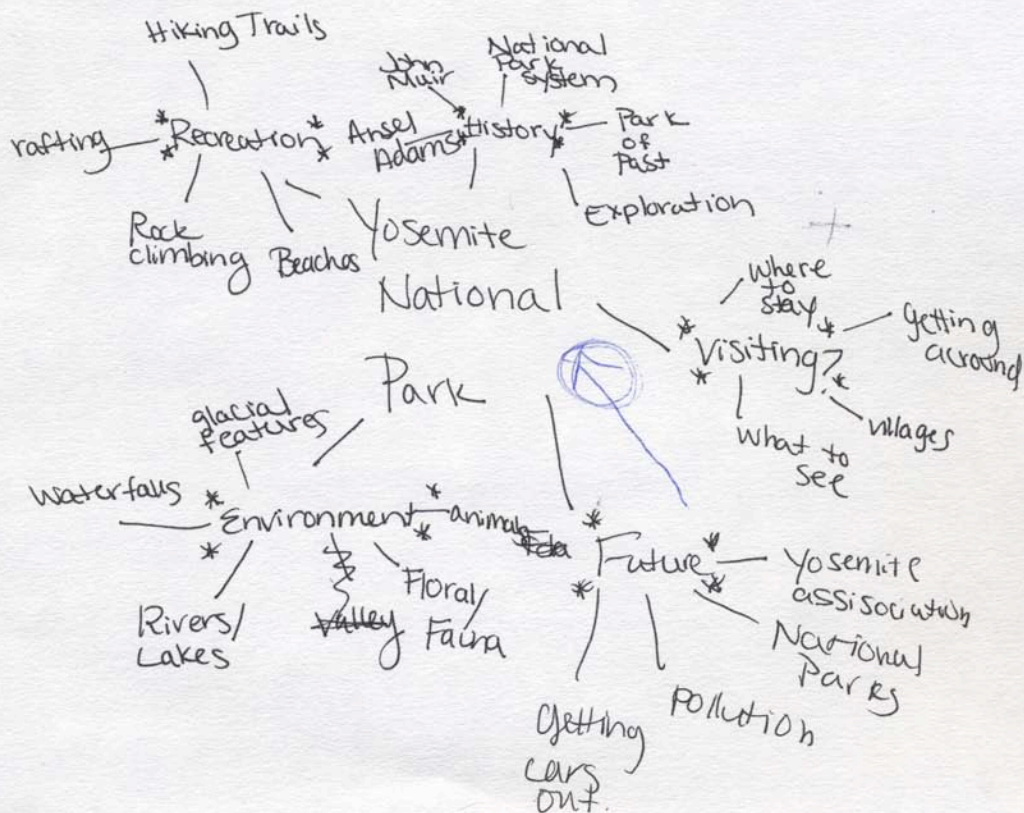 Hiking Trails
rafting
Recreation
Rock
climbing
Beaches
John
Muir
National
Park
System
Ansel
Adams
History
Park
of
Past
Exploration
Yosemite
National
Park
Where
to
stay
Visiting?
getting
acround
villages
What to
see
glacial
features
Waterfalls
Environment
animals
Rivers/
Lakes
Valley
Floral/
Fauna
Future
Yosemite
assisociation
National
Parks
Pollution
Getting
cars
out.